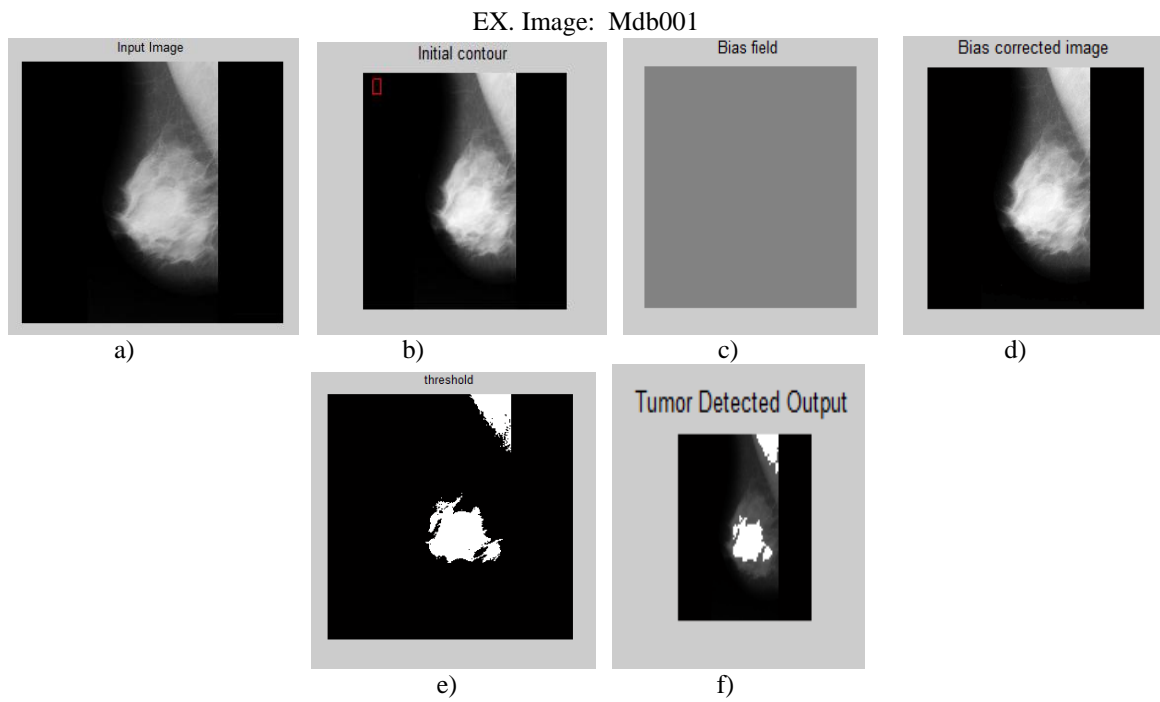 EX. Image: Mdb001
Input Image
Initial contour
Bias field
Bias corrected image
a)
b)
c)
d)
threshold
Tumor Detected Output
e)
f)